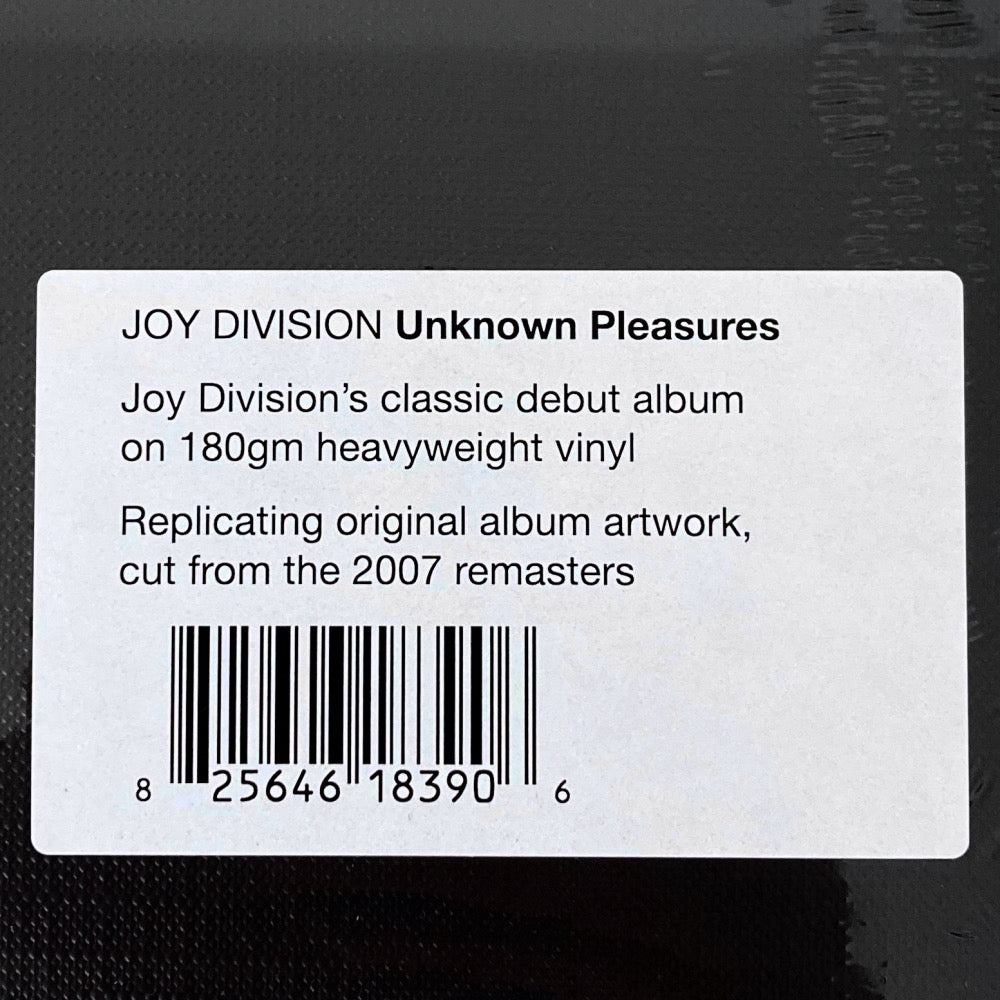 JOY DIVISION Unknown Pleasures
Joy Division’s classic debut album
on 180gm heavyweight vinyl
Replicating original album artwork,
cut from the 2007 remasters
8 25646 18390 6